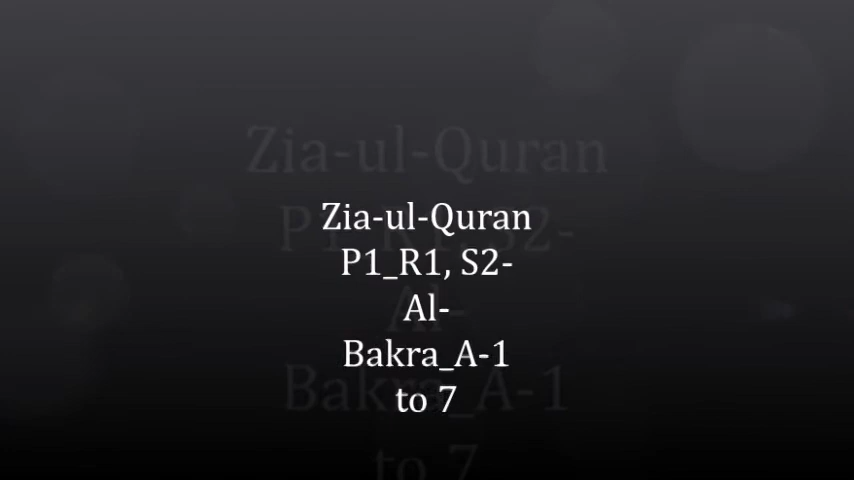 Zia-ul-Quran
P1_R1, S2-
Al-
Bakra_A-1
to 7